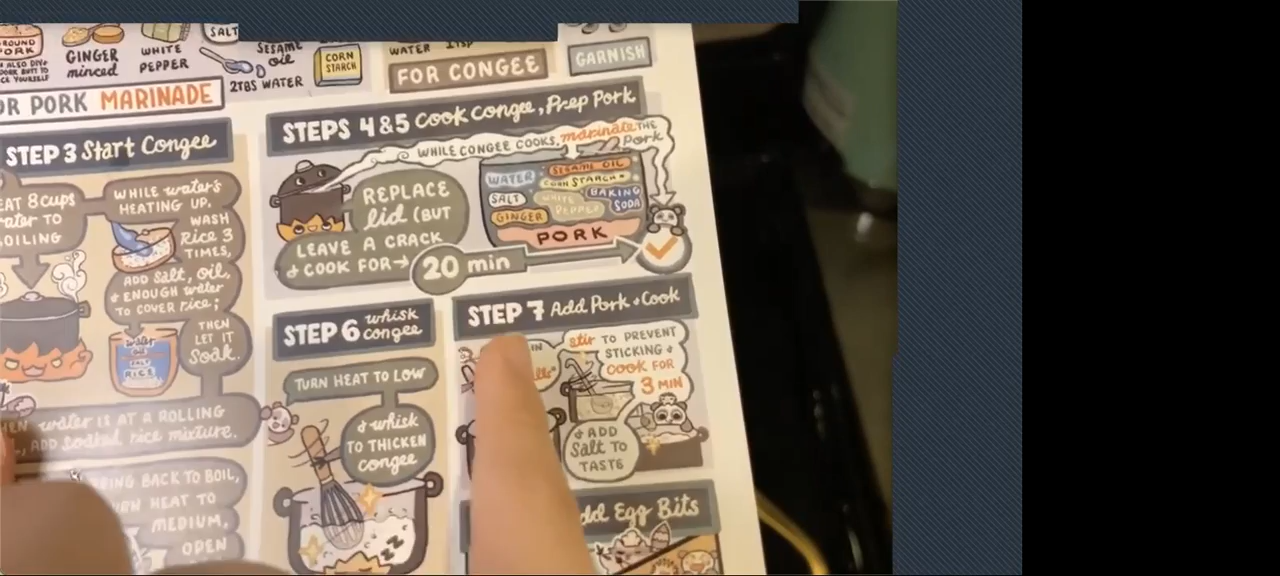 GROUND
PORK
GINGER
minced
WHITE
PEPPER
SALT
SESAME
oil
2TBS WATER
CORN
STARCH
WATER
FOR CONGEE
GARNISH
PORK MARINADE
STEP 3 Start Congee
8 cups
TO
WHILE water's
HEATING UP,
WASH
Rice 3
TIMES,
ADD salt, oil,
+ ENOUGH water
TO COVER rice;
THEN
LET IT
Soak.
water
oil
SALT
RICE
water IS AT A ROLLING
ADD soaked rice mixture.
BACK TO BOIL,
HEAT TO
MEDIUM,
OPEN
STEPS 4&5 Cook Congee, Prep Pork
WHILE CONGEE COOKS, marinate THE
Pork
REPLACE
lid (BUT
LEAVE A CRACK
& COOK FOR→
20 min
WATER
SESAME OIL
CORN STARCH
SALT
WHITE
PEPPER
BAKING
SODA
GINGER
PORK
STEP 6 whisk
congee
TURN HEAT TO LOW
& whisk
TO THICKEN
congee
ZZZ
STEP 7 Add Pork + Cook
IN
stir TO PREVENT
STICKING &
cook FOR
3 MIN
& ADD
Salt TO
TASTE
Egg Bits